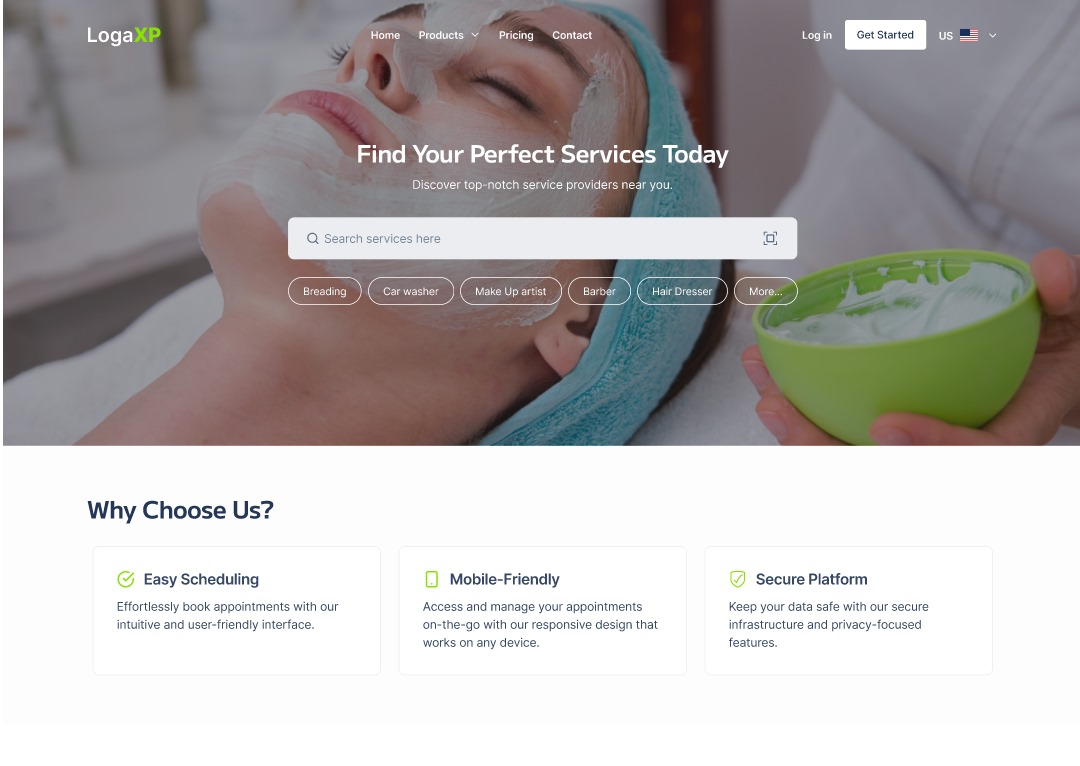 LogaXP
Home
Products
Pricing
Contact
Log in
Get Started
US
Find Your Perfect Services Today
Discover top-notch service providers near you.
Search services here
Breading
Car washer
Make Up artist
Barber
Hair Dresser
More...
Why Choose Us?
Easy Scheduling
Effortlessly book appointments with our
intuitive and user-friendly interface.
Mobile-Friendly
Access and manage your appointments
on-the-go with our responsive design that
works on any device.
Secure Platform
Keep your data safe with our secure
infrastructure and privacy-focused
features.